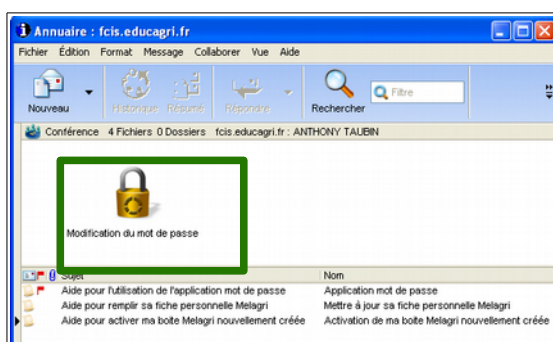 Annuaire : fcis.educagri.fr
Fichier Édition Format Message Collaborer Vue Aide
Nouveau Historique Résumé Répondre Rechercher Filtre
Conférence 4 Fichiers 0 Dossiers fcis.educagri.fr : ANTHONY TAUBIN
Modification du mot de passe
Sujet Nom
Aide pour l'utilisation de l'application mot de passe Application mot de passe
Aide pour remplir sa fiche personnelle Melagri Mettre à jour sa fiche personnelle Melagri
Aide pour activer ma boite Melagri nouvellement créée Activation de ma boite Melagri nouvellement créée